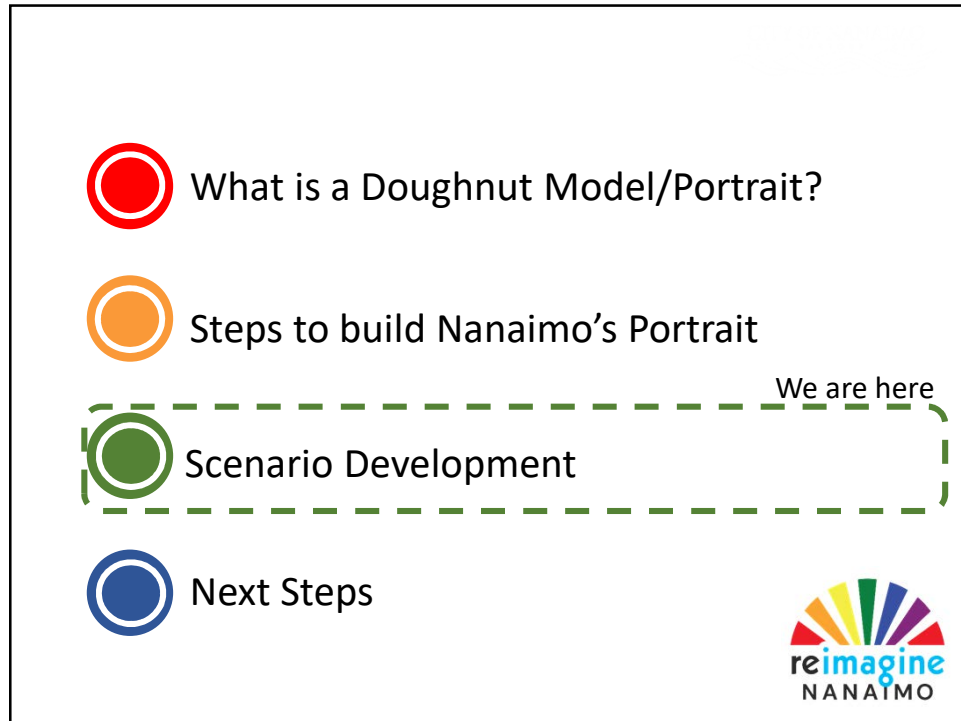 What is a Doughnut Model/Portrait?
Steps to build Nanaimo’s Portrait
We are here
Scenario Development
Next Steps
reimagine
NANAIMO